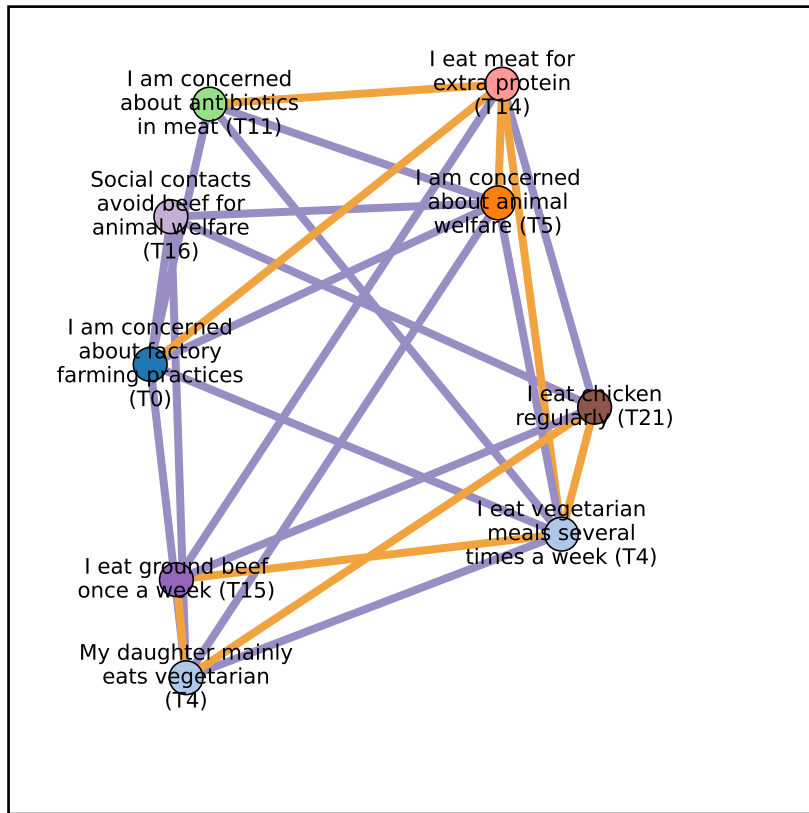 I eat meat for
extra protein
(T14)
I am concerned
about antibiotics
in meat (T11)
Social contacts
avoid beef for
animal welfare
(T16)
I am concerned
about animal
welfare (T5)
I am concerned
about factory
farming practices
(T0)
I eat chicken
regularly (T21)
I eat vegetarian
meals several
times a week (T4)
I eat ground beef
once a week (T15)
My daughter mainly
eats vegetarian
(T4)